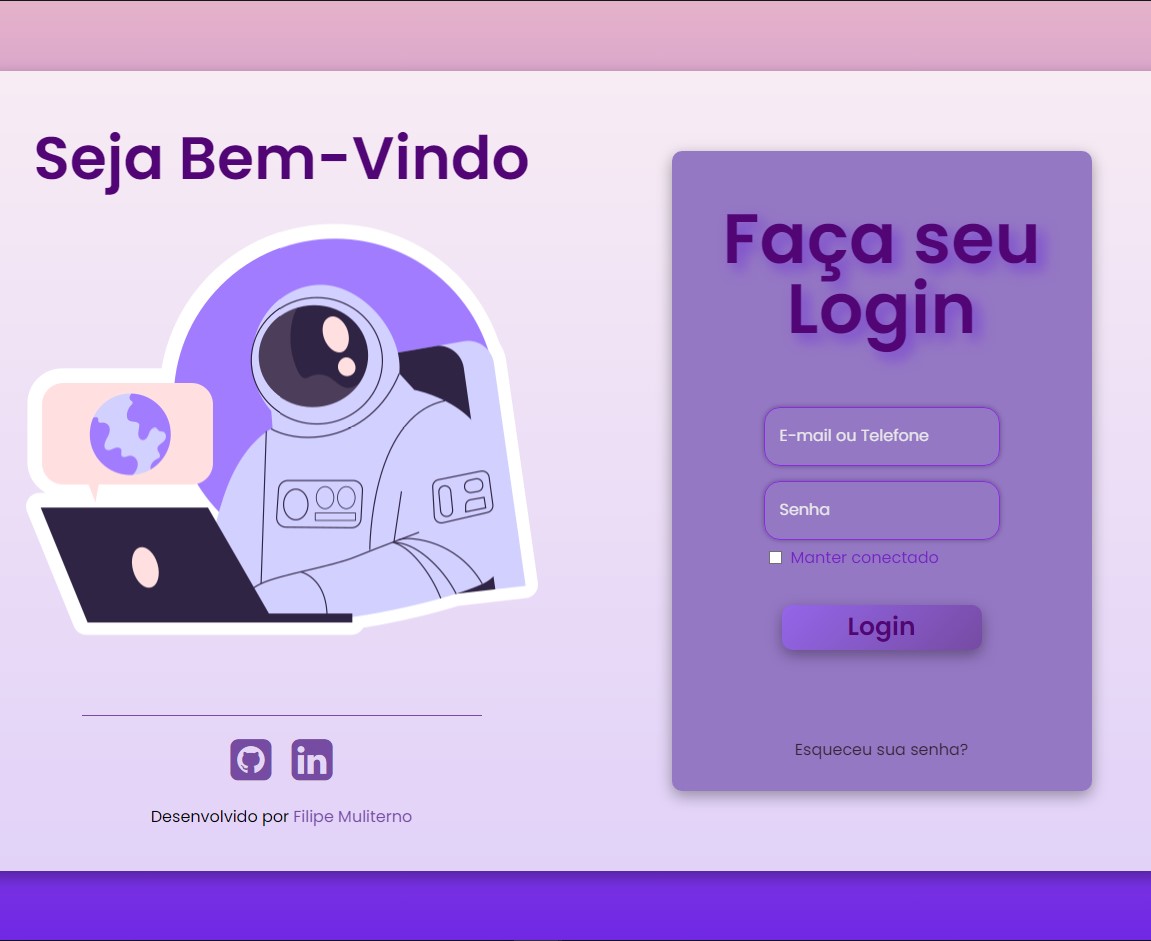 Seja Bem-Vindo
Faça seu
Login
E-mail ou Telefone
Senha
Manter conectado
Login
Esqueceu sua senha?
in
Desenvolvido por Filipe Muliterno